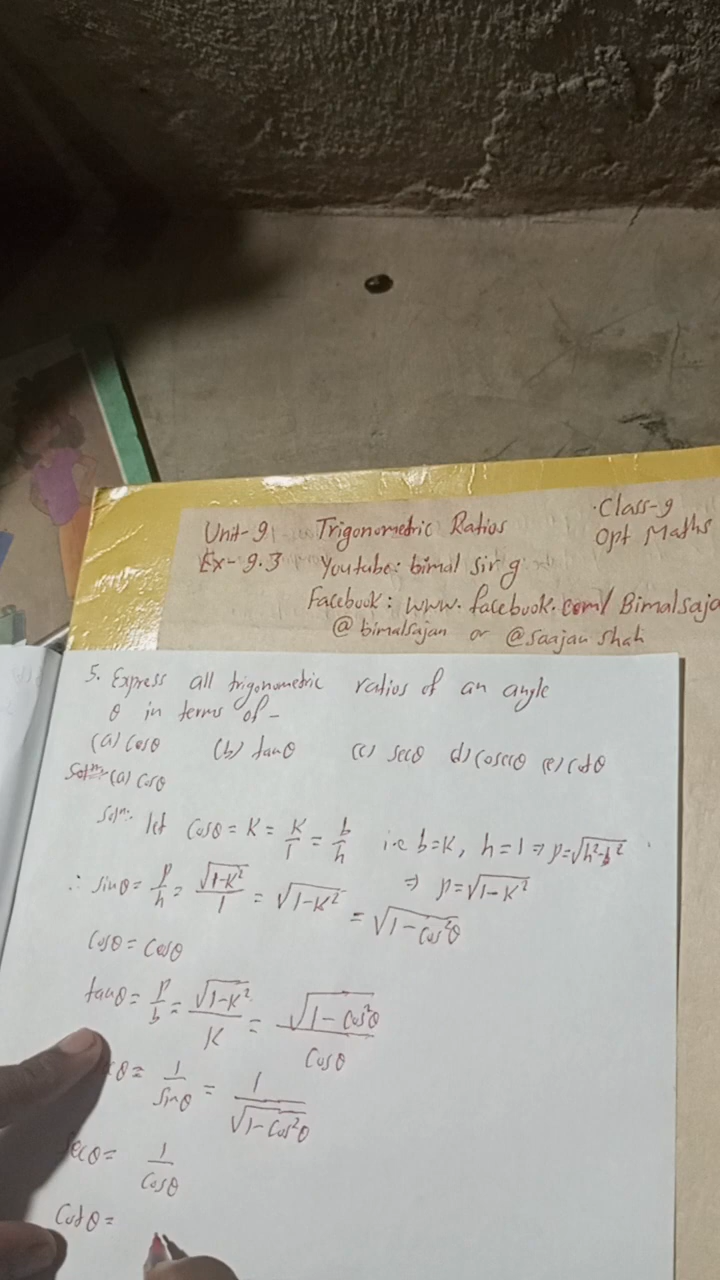 Unit-9 Trigonometric Ratios
Class-9
Opt Maths
Ex-9.3 Youtube: bimal sir g
Facebook: www.facebook.com/Bimalsaja
@bimalsajan or @saajan shah
5. Express all trigonometric ratios of an angle
θ in terms of -
(a) Cosθ (b) tanθ (c) secθ d) Cosecθ (e) Cotθ
Solⁿ:- (a) Cosθ
Solⁿ: let Cosθ = K = K/1 = b/h i.e b=K, h=1 ⇒ p=√(h²-b²)
⇒ p=√(1-K²)
∴ Sinθ = p/h = √(1-K²)/1 = √(1-K²) = √(1-Cos²θ)
Cosθ = Cosθ
tanθ = p/b = √(1-K²)/K = √(1-Cos²θ)/Cosθ
θ = 1/Sinθ = 1/√(1-Cos²θ)
Secθ = 1/Cosθ
Cotθ =